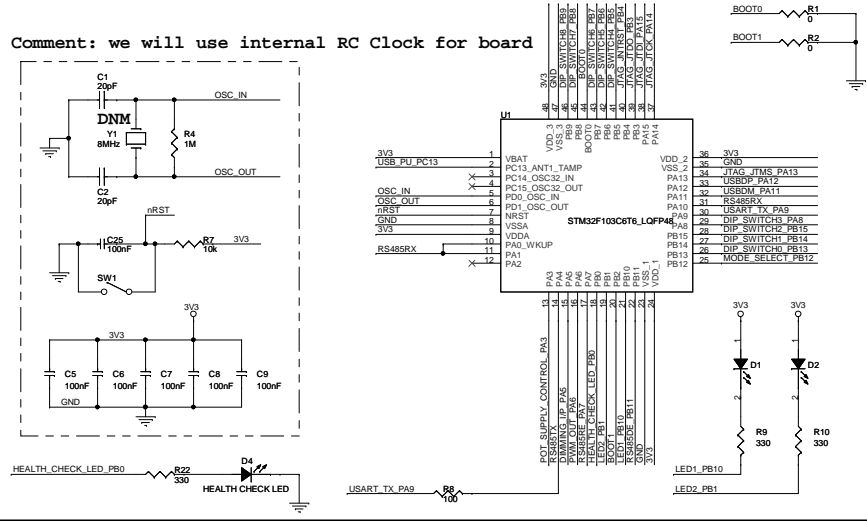 Comment: we will use internal RC Clock for board
C1
20pF
OSC_IN
DNM
Y1
8MHz
R4
1M
OSC_OUT
C2
20pF
nRST
C25
100nF
R7
10k
3V3
SW1
3V3
3V3
C5
100nF
C6
100nF
C7
100nF
C8
100nF
C9
100nF
GND
HEALTH_CHECK_LED_PB0
R22
330
D4
HEALTH CHECK LED
U1
STM32F103C6T6_LQFP48
3V3
USB_PU_PC13
OSC_IN
OSC_OUT
nRST
GND
3V3
RS485RX
1 VBAT
2 PC13_ANT1_TAMP
3 PC14_OSC32_IN
4 PC15_OSC32_OUT
5 PD0_OSC_IN
6 PD1_OSC_OUT
7 NRST
8 VSSA
9 VDDA
10 PA0_WKUP
11 PA1
12 PA2
3V3 48 VDD_3
GND 47 VSS_3
DIP_SWITCH8_PB9 46 PB9
DIP_SWITCH7_PB8 45 PB8
BOOT0 44 BOOT0
DIP_SWITCH6_PB7 43 PB7
DIP_SWITCH5_PB6 42 PB6
DIP_SWITCH4_PB5 41 PB5
JTAG_JNTRST_PB4 40 PB4
JTAG_JTDO_PB3 39 PB3
JTAG_JTDI_PA15 38 PA15
JTAG_JTCK_PA14 37 PA14
VDD_2 36 3V3
VSS_2 35 GND
PA13 34 JTAG_JTMS_PA13
PA12 33 USBDP_PA12
PA11 32 USBDM_PA11
PA10 31 RS485RX
PA9 30 USART_TX_PA9
PA8 29 DIP_SWITCH3_PA8
PB15 28 DIP_SWITCH2_PB15
PB14 27 DIP_SWITCH1_PB14
PB13 26 DIP_SWITCH0_PB13
PB12 25 MODE_SELECT_PB12
PA3 13 POT_SUPPLY_CONTROL_PA3
PA4 14 RS485TX
PA5 15 DIMMING_I/P_PA5
PA6 16 PWM_OUT_PA6
PA7 17 RS485RE_PA7
PB0 18 HEALTH_CHECK_LED_PB0
PB1 19 LED2_PB1
PB2 20 BOOT1
PB10 21 LED1_PB10
PB11 22 RS485DE_PB11
VSS_1 23 GND
VDD_1 24 3V3
USART_TX_PA9
R8
100
BOOT0
R1
0
BOOT1
R2
0
3V3
3V3
1
D1
2
1
D2
2
R9
330
R10
330
LED1_PB10
LED2_PB1